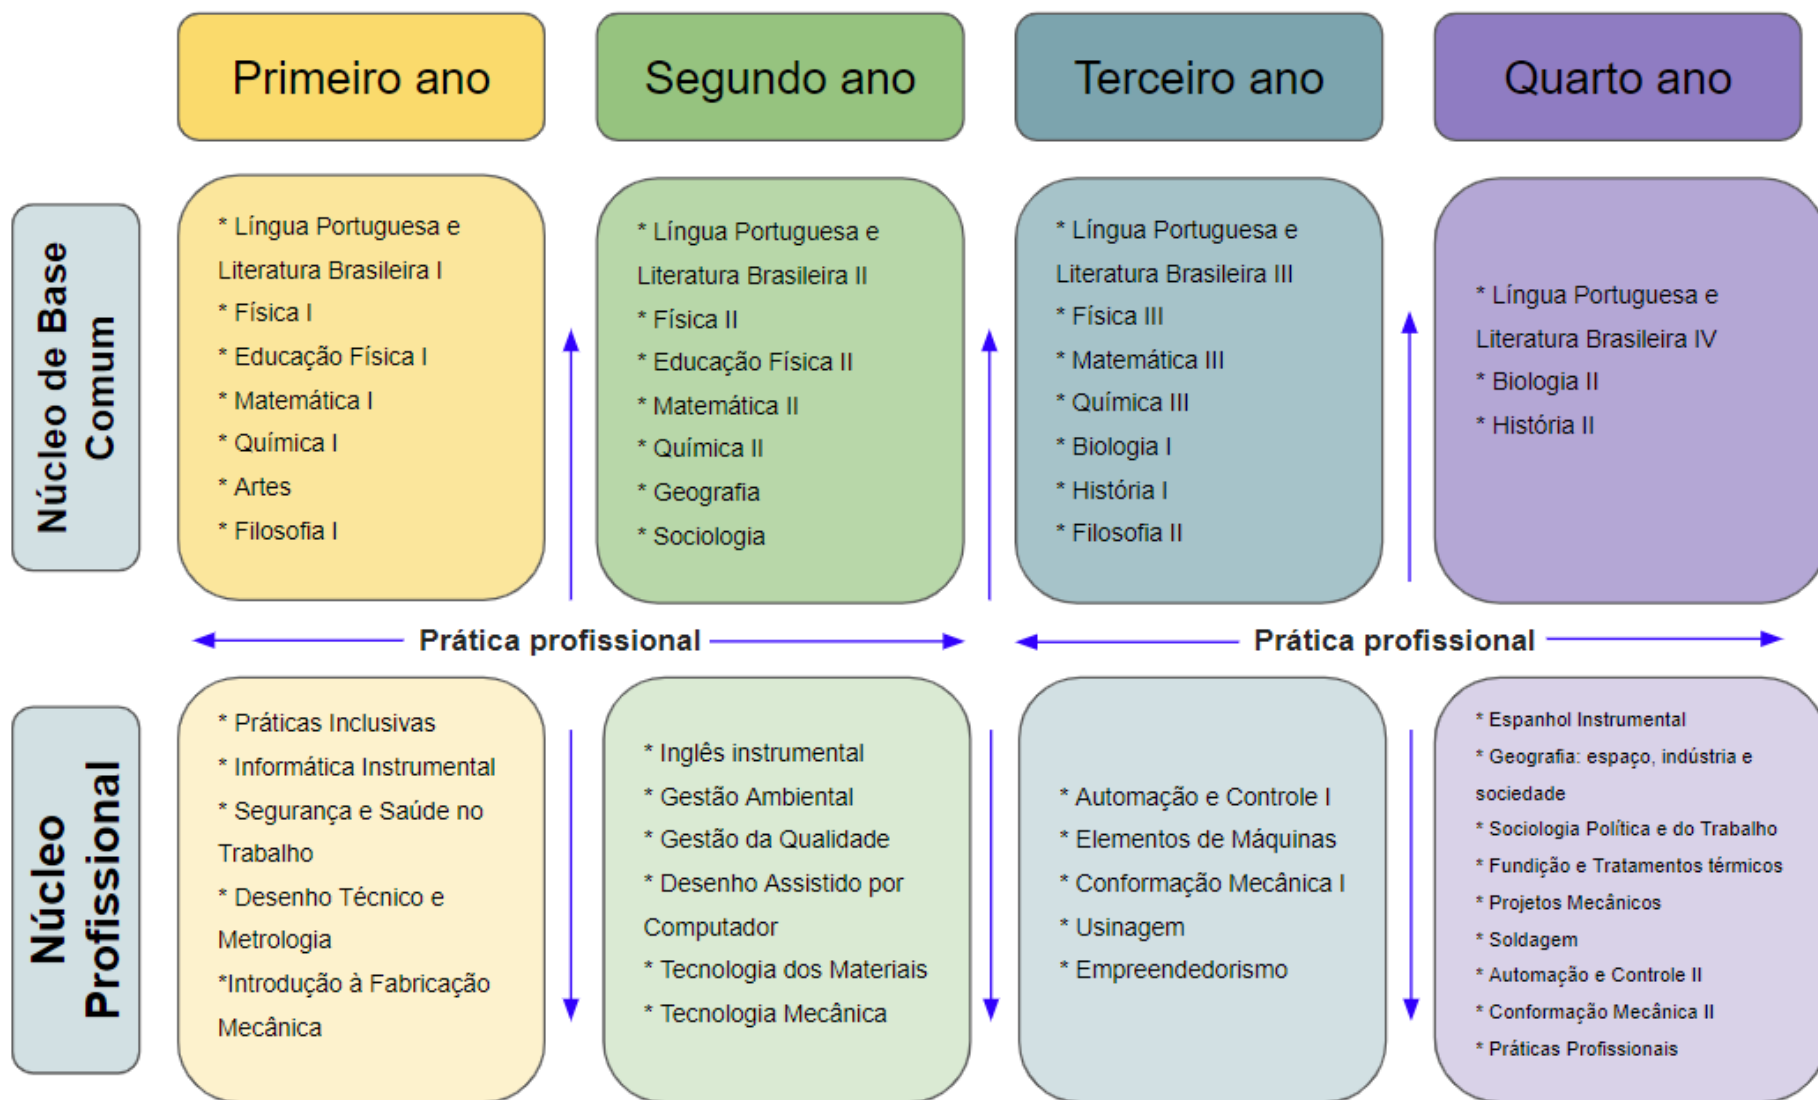 Primeiro ano
Segundo ano
Terceiro ano
Quarto ano
Núcleo de Base
Comum
* Língua Portuguesa e
Literatura Brasileira I
* Física I
* Educação Física I
* Matemática I
* Química I
* Artes
* Filosofia I
* Língua Portuguesa e
Literatura Brasileira II
* Física II
* Educação Física II
* Matemática II
* Química II
* Geografia
* Sociologia
* Língua Portuguesa e
Literatura Brasileira III
* Física III
* Matemática III
* Química III
* Biologia I
* História I
* Filosofia II
* Língua Portuguesa e
Literatura Brasileira IV
* Biologia II
* História II
Prática profissional
Prática profissional
Núcleo
Profissional
* Práticas Inclusivas
* Informática Instrumental
* Segurança e Saúde no
Trabalho
* Desenho Técnico e
Metrologia
*Introdução à Fabricação
Mecânica
* Inglês instrumental
* Gestão Ambiental
* Gestão da Qualidade
* Desenho Assistido por
Computador
* Tecnologia dos Materiais
* Tecnologia Mecânica
* Automação e Controle I
* Elementos de Máquinas
* Conformação Mecânica I
* Usinagem
* Empreendedorismo
* Espanhol Instrumental
* Geografia: espaço, indústria e
sociedade
* Sociologia Política e do Trabalho
* Fundição e Tratamentos térmicos
* Projetos Mecânicos
* Soldagem
* Automação e Controle II
* Conformação Mecânica II
* Práticas Profissionais